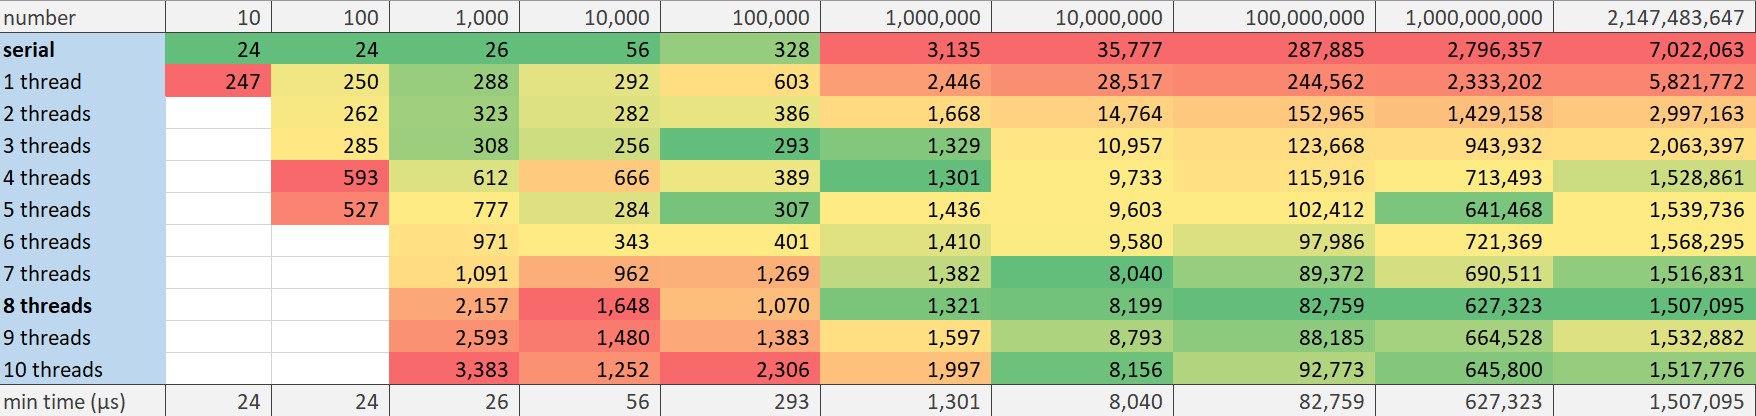 number 10 100 1,000 10,000 100,000 1,000,000 10,000,000 100,000,000 1,000,000,000 2,147,483,647
serial 24 24 26 56 328 3,135 35,777 287,885 2,796,357 7,022,063
1 thread 247 250 288 292 603 2,446 28,517 244,562 2,333,202 5,821,772
2 threads 262 323 282 386 1,668 14,764 152,965 1,429,158 2,997,163
3 threads 285 308 256 293 1,329 10,957 123,668 943,932 2,063,397
4 threads 593 612 666 389 1,301 9,733 115,916 713,493 1,528,861
5 threads 527 777 284 307 1,436 9,603 102,412 641,468 1,539,736
6 threads 971 343 401 1,410 9,580 97,986 721,369 1,568,295
7 threads 1,091 962 1,269 1,382 8,040 89,372 690,511 1,516,831
8 threads 2,157 1,648 1,070 1,321 8,199 82,759 627,323 1,507,095
9 threads 2,593 1,480 1,383 1,597 8,793 88,185 664,528 1,532,882
10 threads 3,383 1,252 2,306 1,997 8,156 92,773 645,800 1,517,776
min time (µs) 24 24 26 56 293 1,301 8,040 82,759 627,323 1,507,095